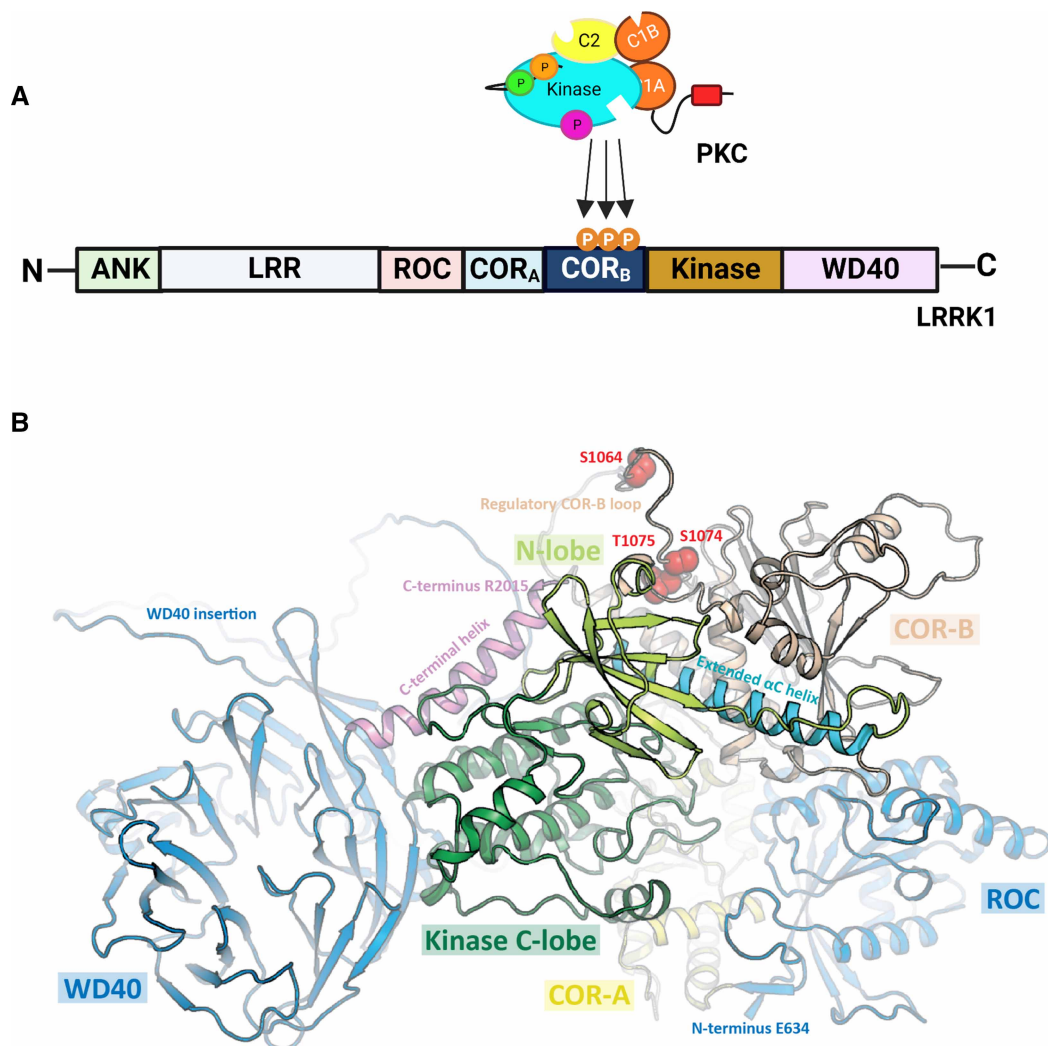 A
C2
C1B
P
P
Kinase
1A
P
PKC
P P P
N ANK LRR ROC CORA CORB Kinase WD40 C
LRRK1
B
S1064
Regulatory COR-B loop
N-lobe
T1075
S1074
C-terminus R2015
WD40 insertion
C-terminal helix
COR-B
Extended αC helix
ROC
Kinase C-lobe
WD40
COR-A
N-terminus E634